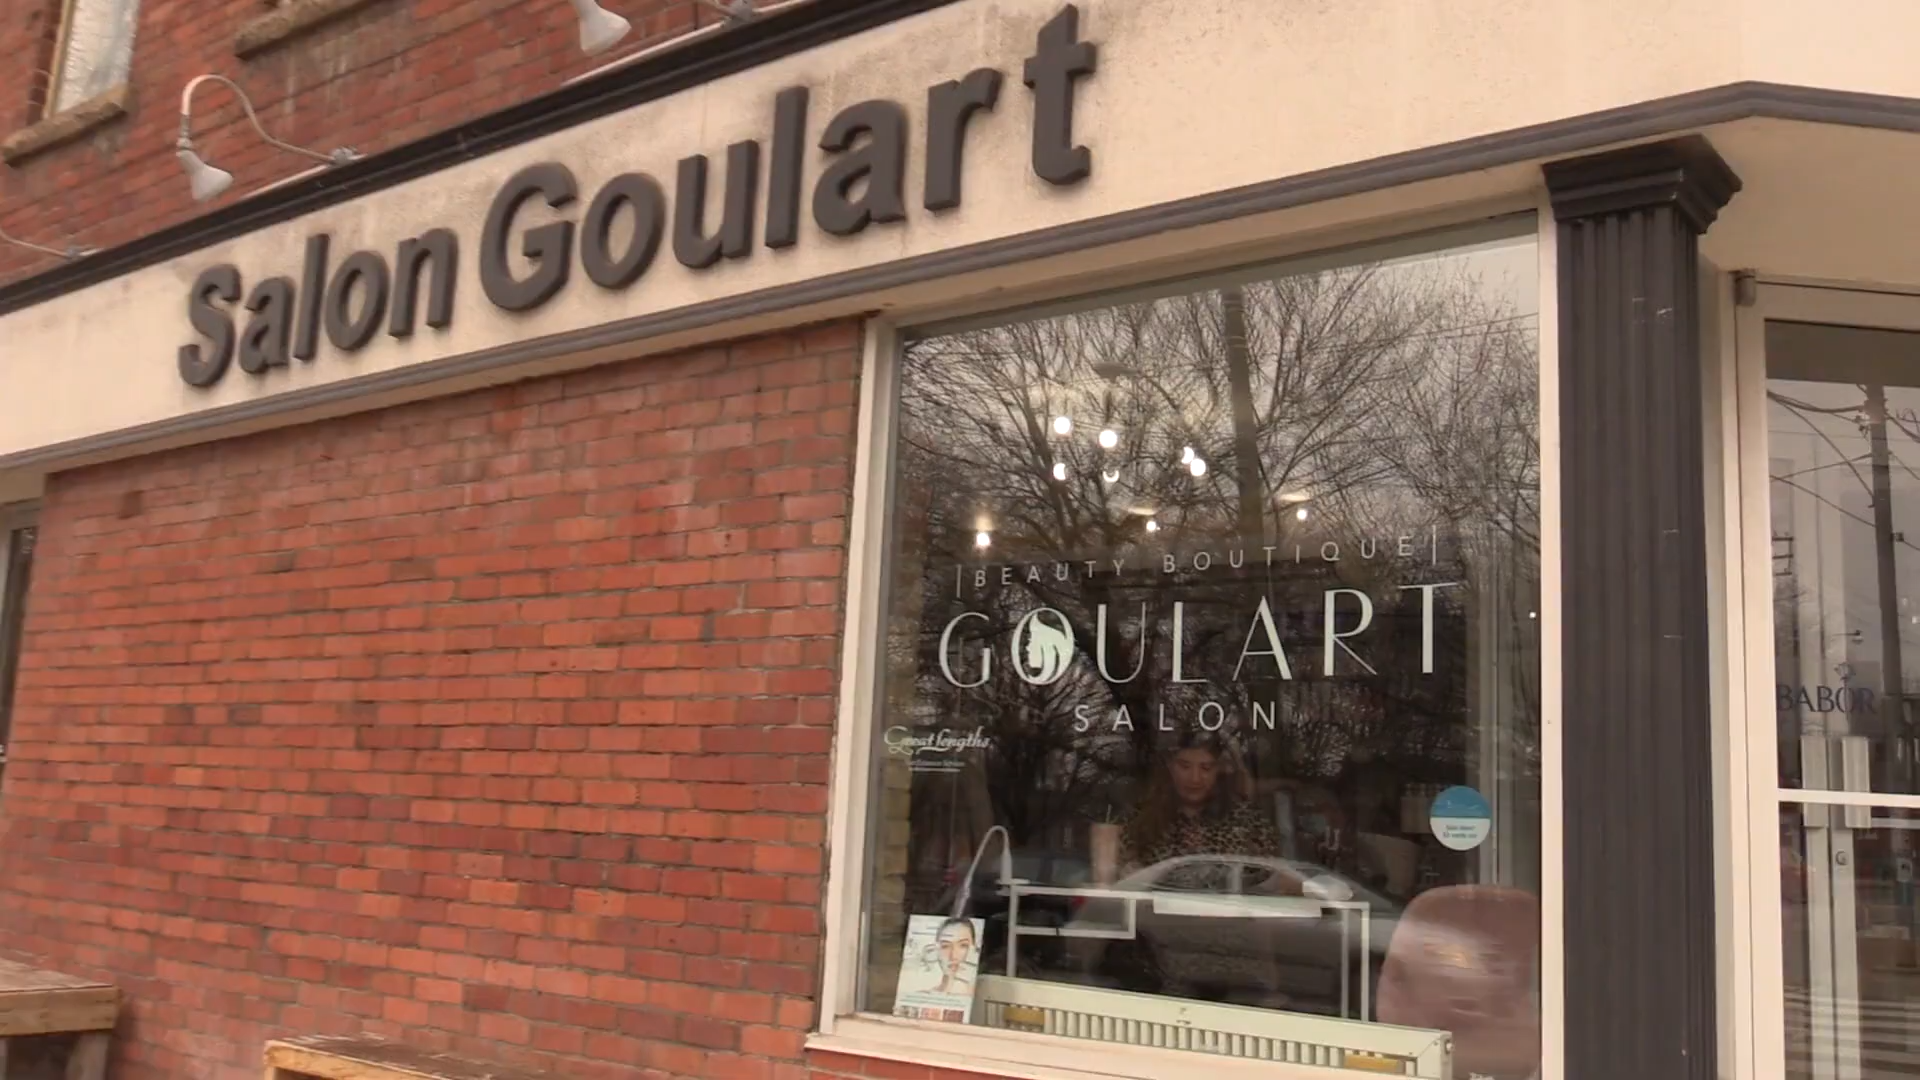 Salon Goulart
|BEAUTY BOUTIQUE|
GOULART
SALON
Great lengths
BABOR
G